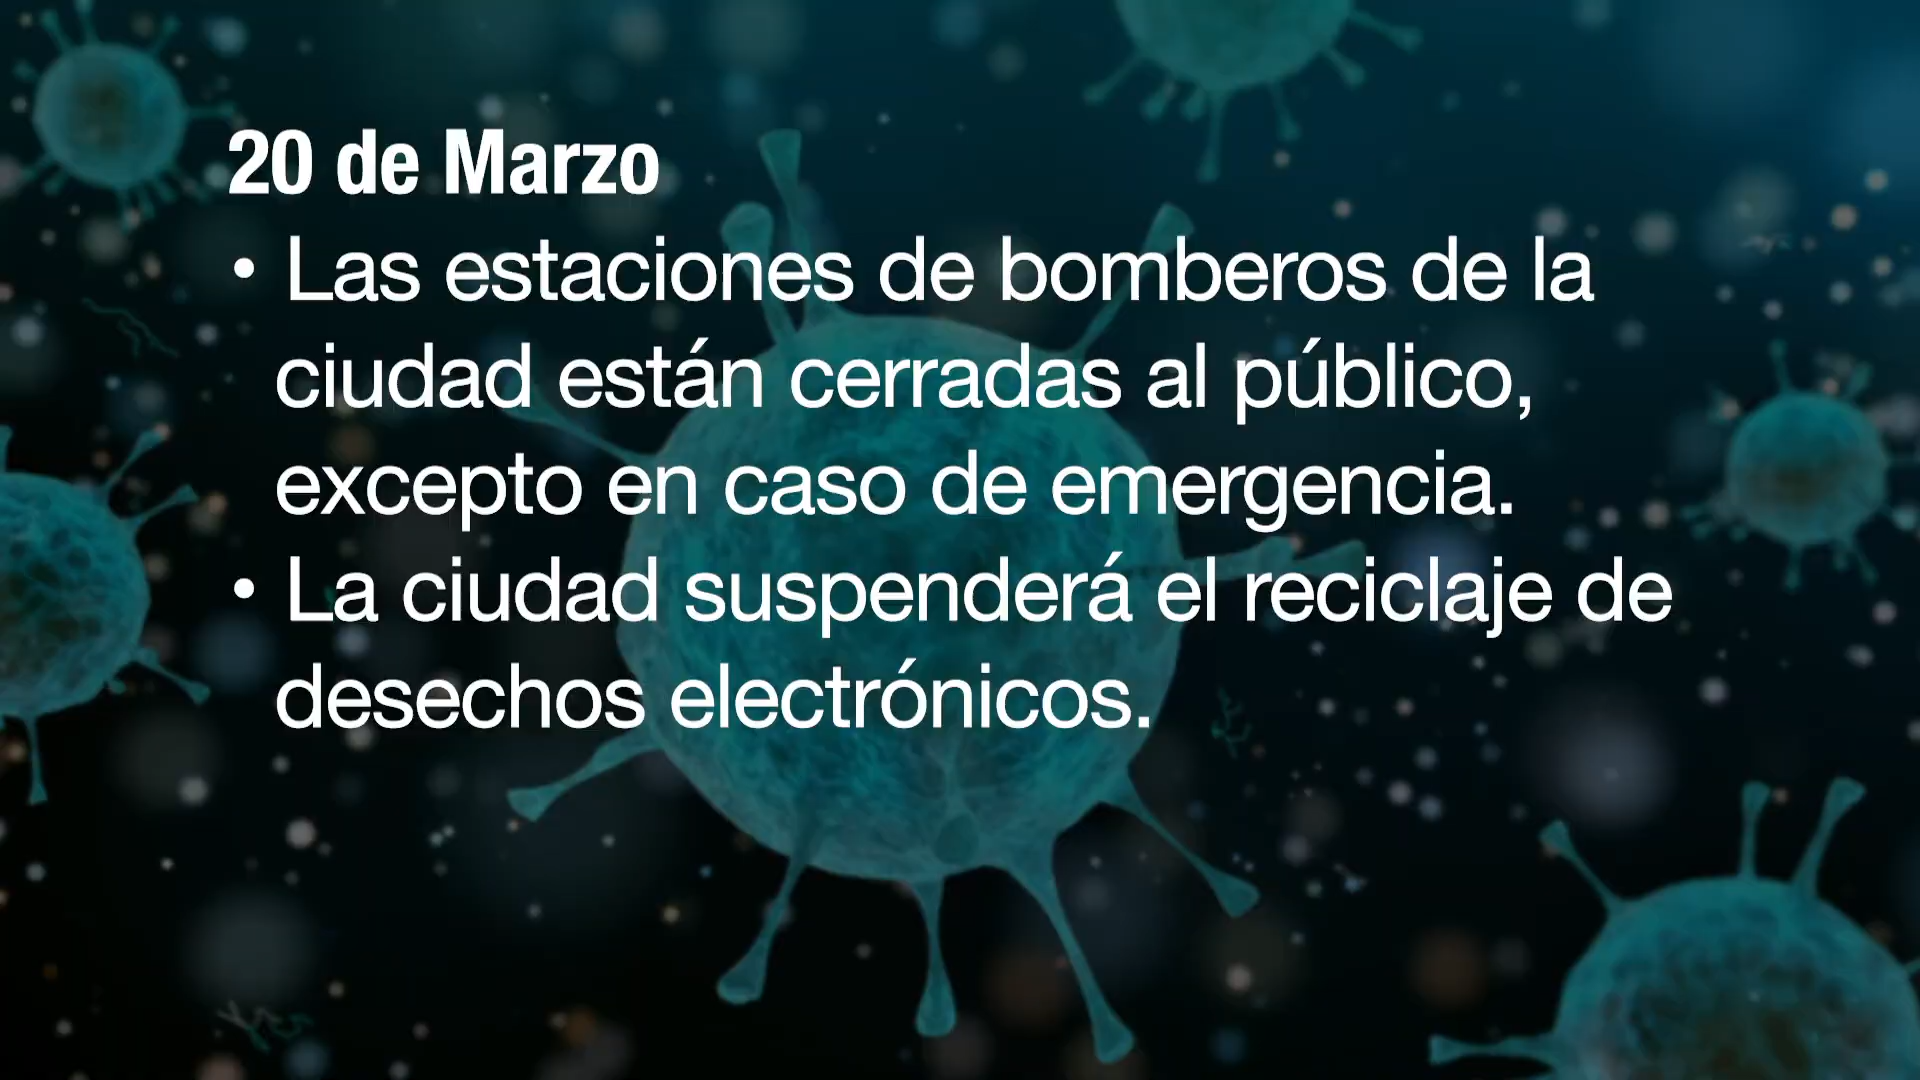 20 de Marzo
• Las estaciones de bomberos de la
ciudad están cerradas al público,
excepto en caso de emergencia.
• La ciudad suspenderá el reciclaje de
desechos electrónicos.